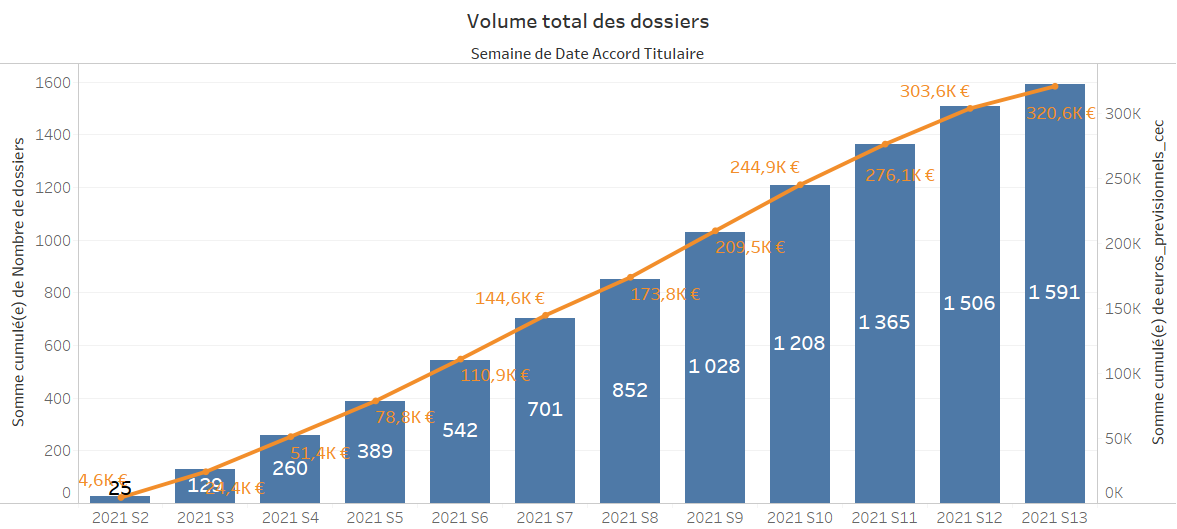 Volume total des dossiers
Semaine de Date Accord Titulaire
Somme cumulé(e) de Nombre de dossiers
1600
1400
1200
1000
800
600
400
200
0
4,6K €
24,4K €
51,4K €
78,8K €
110,9K €
144,6K €
173,8K €
209,5K €
244,9K €
276,1K €
303,6K €
320,6K €
25
129
260
389
542
701
852
1 028
1 208
1 365
1 506
1 591
300K
250K
200K
150K
100K
50K
0K
Somme cumulé(e) de euros_previsionnels_cec
2021 S2
2021 S3
2021 S4
2021 S5
2021 S6
2021 S7
2021 S8
2021 S9
2021 S10
2021 S11
2021 S12
2021 S13